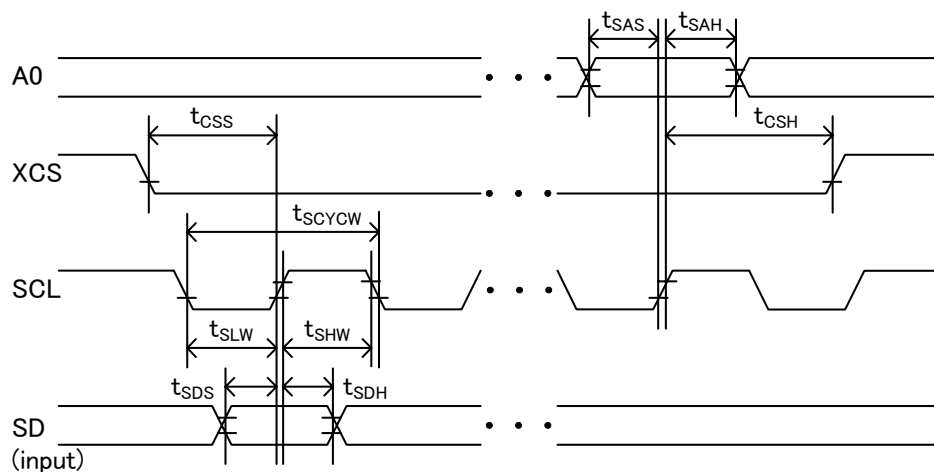 tSAS tSAH
A0
tCSS tCSH
XCS
tSCYCW
SCL
tSLW tSHW
tSDS tSDH
SD
(input)